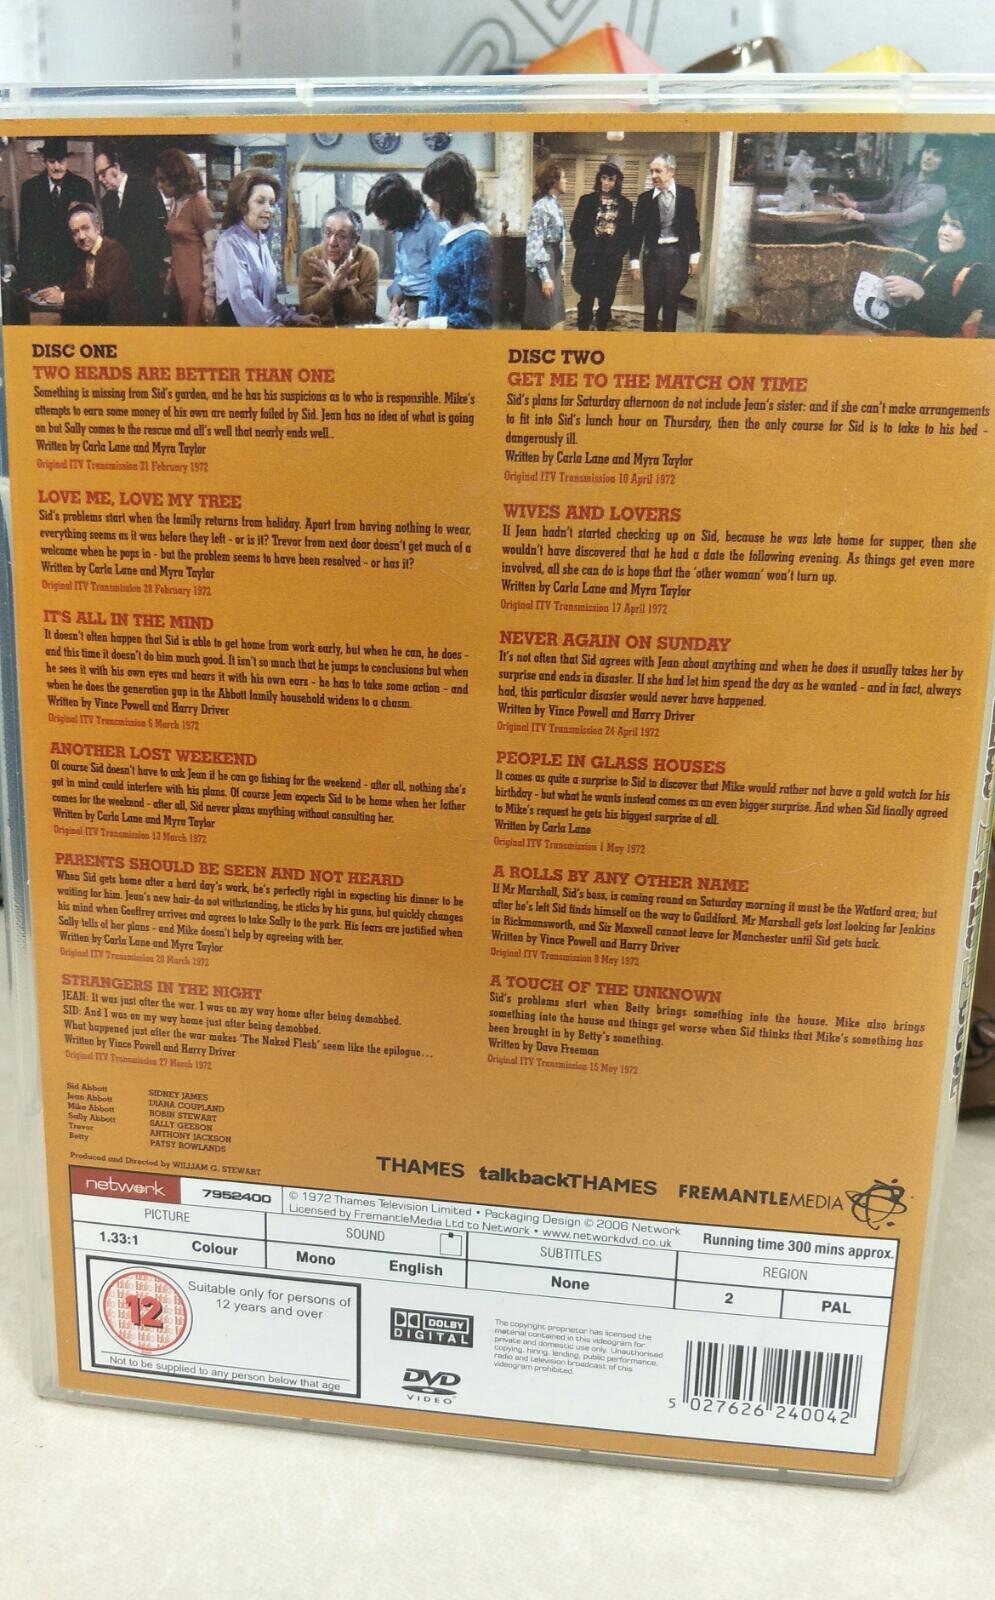 DISC ONE
TWO HEADS ARE BETTER THAN ONE
Something is missing from Sid's garden, and he has his suspicions as to who is responsible. Mike's
attempts to earn some money of his own are nearly foiled by Sid. Jean has no idea of what is going
on but Sally comes to the rescue and all's well that nearly ends well..
Written by Carla Lane and Myra Taylor
Original ITV Transmission 21 February 1972
LOVE ME, LOVE MY TREE
Sid's problems start when the family returns from holiday. Apart from having nothing to wear,
everything seems as it was before they left - or is it? Trevor from next door doesn't get much of a
welcome when he pops in - but the problem seems to have been resolved - or has it?
Written by Carla Lane and Myra Taylor
Original ITV Transmission 28 February 1972
IT'S ALL IN THE MIND
It doesn't often happen that Sid is able to get home from work early, but when he can, he does -
and this time it doesn't do him much good. It isn't so much that he jumps to conclusions but when
he sees it with his own eyes and hears it with his own ears - he has to take some action - and
when he does the generation gap in the Abbott family household widens to a chasm.
Written by Vince Powell and Harry Driver
Original ITV Transmission 6 March 1972
ANOTHER LOST WEEKEND
Of course Sid doesn't have to ask Jean if he can go fishing for the weekend - after all, nothing she's
got in mind could interfere with his plans. Of course Jean expects Sid to be home when her father
comes for the weekend - after all, Sid never plans anything without consulting her.
Written by Carla Lane and Myra Taylor
Original ITV Transmission 13 March 1972
PARENTS SHOULD BE SEEN AND NOT HEARD
When Sid gets home after a hard day's work, he's perfectly right in expecting his dinner to be
waiting for him. Jean's new hair-do not withstanding, he sticks by his guns, but quickly changes
his mind when Geoffrey arrives and agrees to take Sally to the park. His fears are justified when
Sally tells of her plans - and Mike doesn't help by agreeing with her.
Written by Carla Lane and Myra Taylor
Original ITV Transmission 20 March 1972
STRANGERS IN THE NIGHT
JEAN: It was just after the war. I was on my way home after being demobbed.
SID: And I was on my way home just after being demobbed.
What happened just after the war makes 'The Naked Flesh' seem like the epilogue...
Written by Vince Powell and Harry Driver
Original ITV Transmission 27 March 1972
DISC TWO
GET ME TO THE MATCH ON TIME
Sid's plans for Saturday afternoon do not include Jean's sister: and if she can't make arrangements
to fit into Sid's lunch hour on Thursday, then the only course for Sid is to take to his bed -
dangerously ill.
Written by Carla Lane and Myra Taylor
Original ITV Transmission 10 April 1972
WIVES AND LOVERS
If Jean hadn't started checking up on Sid, because he was late home for supper, then she
wouldn't have discovered that he had a date the following evening. As things get even more
involved, all she can do is hope that the 'other woman' won't turn up.
Written by Carla Lane and Myra Taylor
Original ITV Transmission 17 April 1972
NEVER AGAIN ON SUNDAY
It's not often that Sid agrees with Jean about anything and when he does it usually takes her by
surprise and ends in disaster. If she had let him spend the day as he wanted - and in fact, always
had, this particular disaster would never have happened.
Written by Vince Powell and Harry Driver
Original ITV Transmission 24 April 1972
PEOPLE IN GLASS HOUSES
It comes as quite a surprise to Sid to discover that Mike would rather not have a gold watch for his
birthday - but what he wants instead comes as an even bigger surprise. And when Sid finally agreed
to Mike's request he gets his biggest surprise of all.
Written by Carla Lane
Original ITV Transmission 1 May 1972
A ROLLS BY ANY OTHER NAME
If Mr Marshall, Sid's boss, is coming round on Saturday morning it must be the Watford area; but
after he's left Sid finds himself on the way to Guildford. Mr Marshall gets lost looking for Jenkins
in Rickmansworth, and Sir Maxwell cannot leave for Manchester until Sid gets back.
Written by Vince Powell and Harry Driver
Original ITV Transmission 8 May 1972
A TOUCH OF THE UNKNOWN
Sid's problems start when Betty brings something into the house. Mike also brings
something into the house and things get worse when Sid thinks that Mike's something has
been brought in by Betty's something.
Written by Dave Freeman
Original ITV Transmission 15 May 1972
Sid Abbott SIDNEY JAMES
Jean Abbott DIANA COUPLAND
Mike Abbott ROBIN STEWART
Sally Abbott SALLY GEESON
Trevor ANTHONY JACKSON
Betty PATSY ROWLANDS
Produced and Directed by WILLIAM G. STEWART
THAMES talkbackTHAMES FREMANTLEMEDIA
network 7952400
© 1972 Thames Television Limited • Packaging Design © 2006 Network
Licensed by FremantleMedia Ltd to Network • www.networkdvd.co.uk
Running time 300 mins approx.
PICTURE SOUND SUBTITLES REGION
1.33:1 Colour Mono English None 2 PAL
12
Suitable only for persons of
12 years and over
Not to be supplied to any person below that age
DOLBY
DIGITAL
DVD
VIDEO
The copyright proprietor has licensed the
material contained in this videogram for
private and domestic use only. Unauthorised
copying, hiring, lending, public performance,
radio and television broadcast of this
videogram prohibited.
5 027626 240042